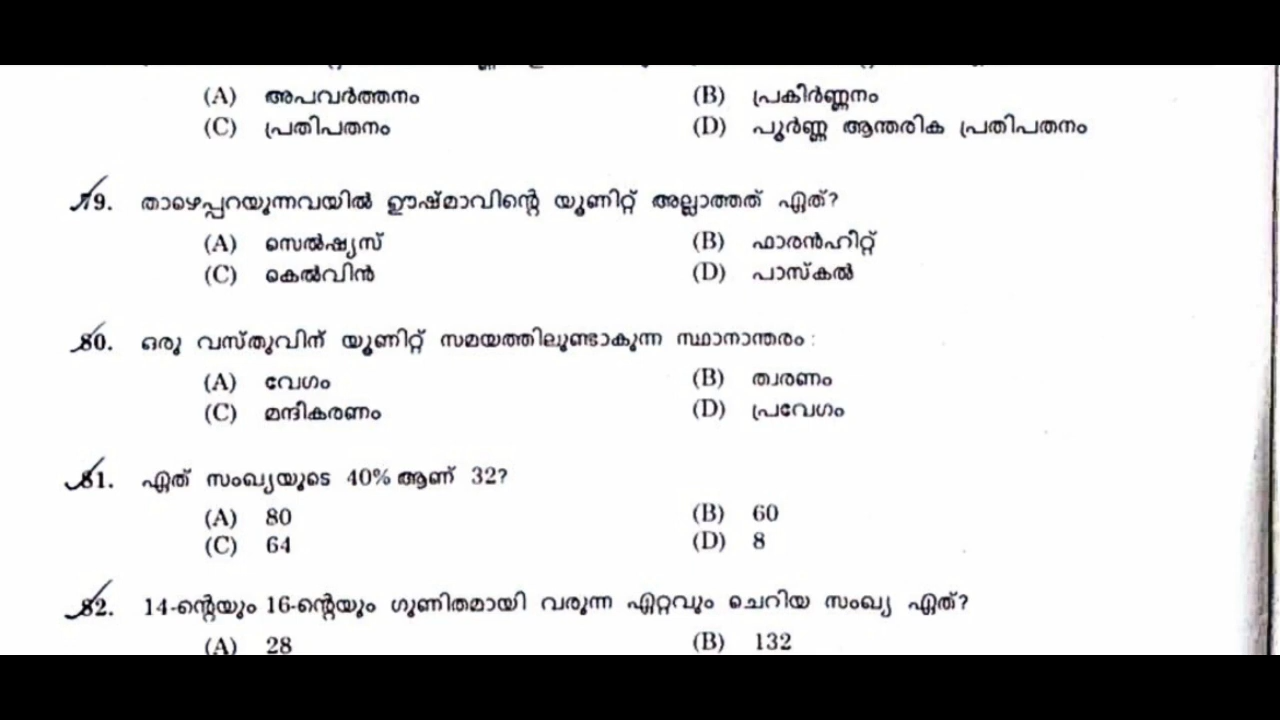 (A) അപവർത്തനം (B) പ്രകീർണ്ണനം
(C) പ്രതിപതനം (D) പൂർണ്ണ ആന്തരിക പ്രതിപതനം
79. താഴെപ്പറയുന്നവയിൽ ഊഷ്മാവിന്റെ യൂണിറ്റ് അല്ലാത്തത് ഏത്?
(A) സെൽഷ്യസ് (B) ഫാരൻഹീറ്റ്
(C) കെൽവിൻ (D) പാസ്കൽ
80. ഒരു വസ്തുവിന് യൂണിറ്റ് സമയത്തിലുണ്ടാകുന്ന സ്ഥാനാന്തരം :
(A) വേഗം (B) ത്വരണം
(C) മന്ദീകരണം (D) പ്രവേഗം
81. ഏത് സംഖ്യയുടെ 40% ആണ് 32?
(A) 80 (B) 60
(C) 64 (D) 8
82. 14-ന്റെയും 16-ന്റെയും ഗുണിതമായി വരുന്ന ഏറ്റവും ചെറിയ സംഖ്യ ഏത്?
(A) 28 (B) 132